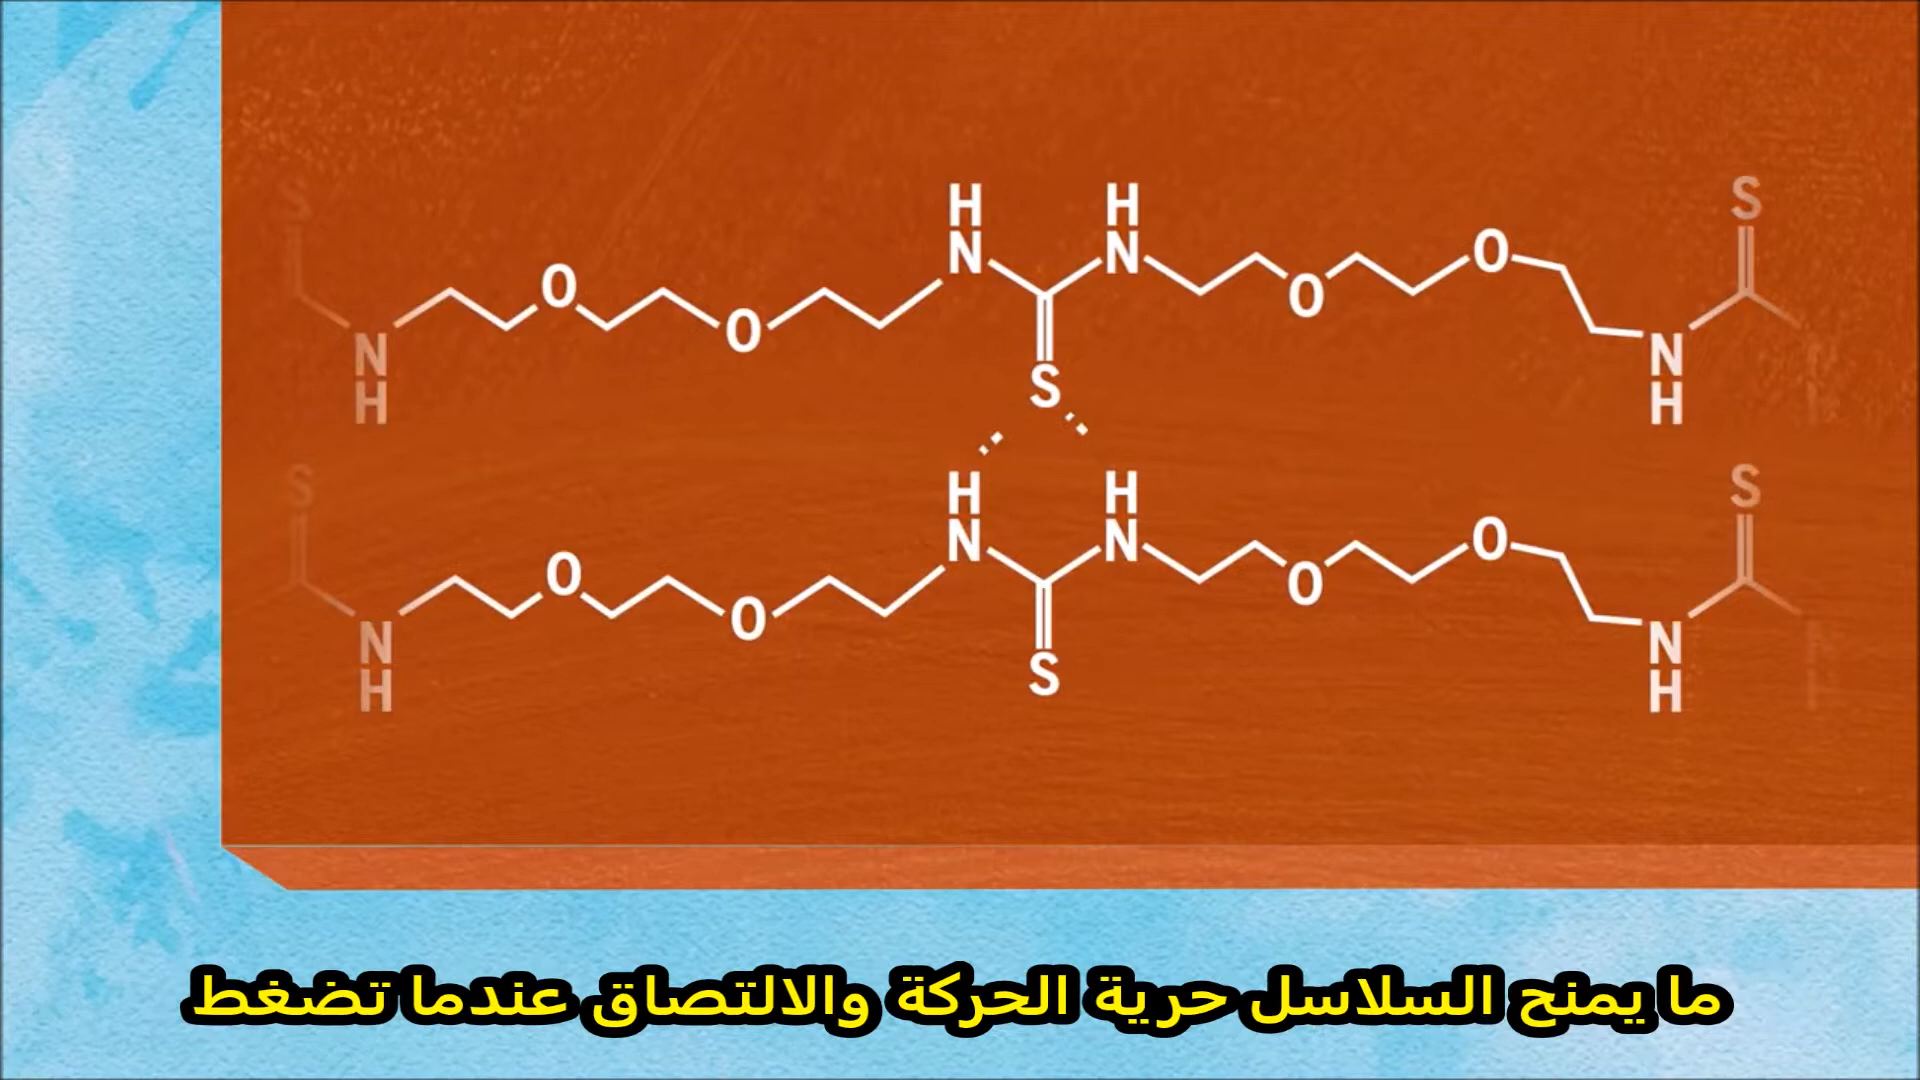 S H H S
N N
O O O O
N H S N H
S H H S
N N
O O O O
N H S N H
ما يمنح السلاسل حرية الحركة والالتصاق عندما تضغط